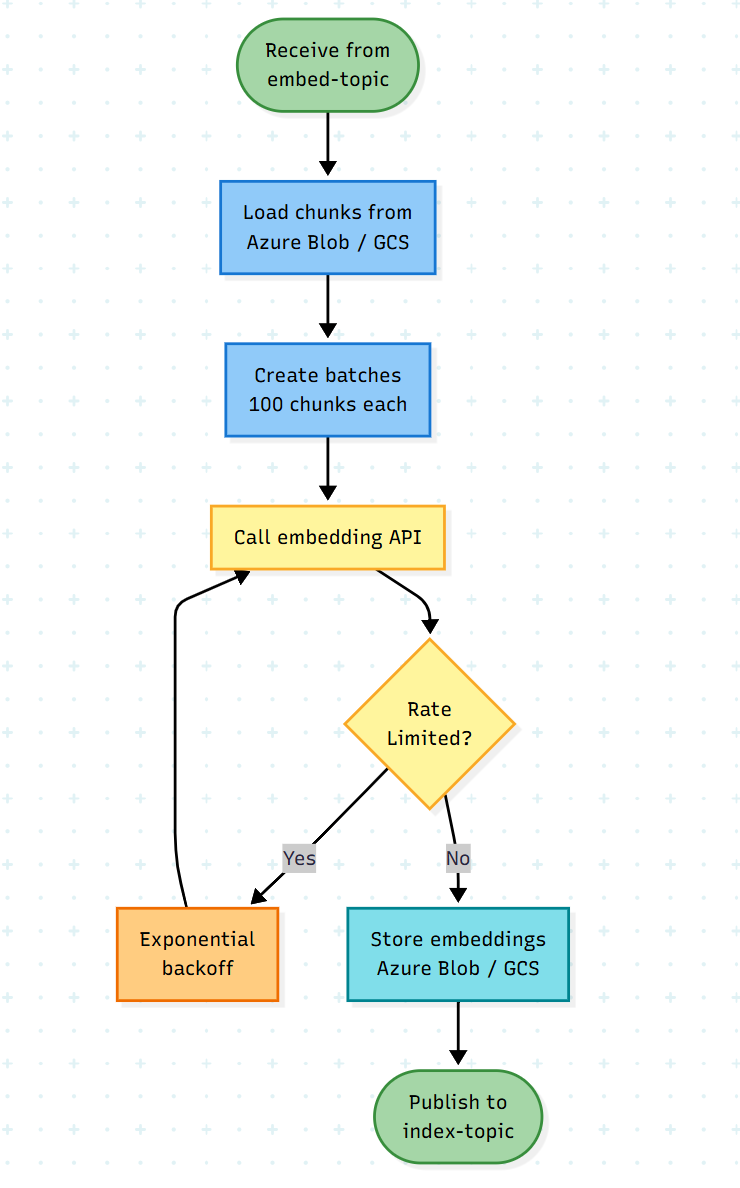 Receive from
embed-topic
Load chunks from
Azure Blob / GCS
Create batches
100 chunks each
Call embedding API
Rate
Limited?
Yes
No
Exponential
backoff
Store embeddings
Azure Blob / GCS
Publish to
index-topic